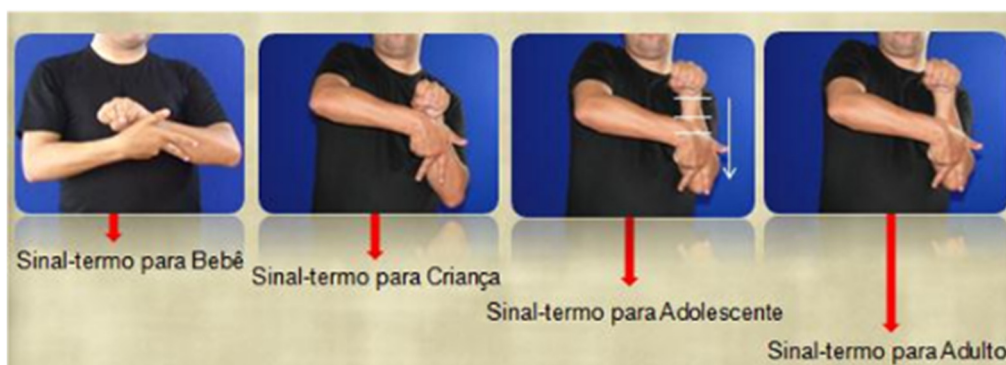 Sinal-termo para Bebê
Sinal-termo para Criança
Sinal-termo para Adolescente
Sinal-termo para Adulto